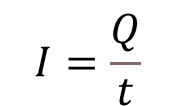 I = Q/t